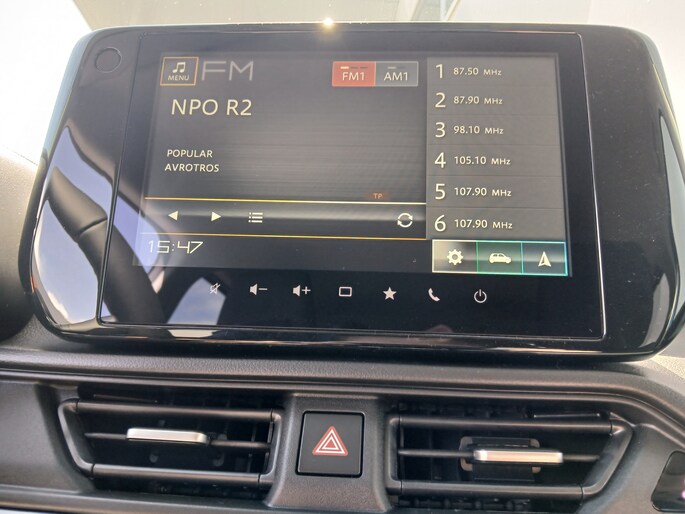 MENU
FM
FM1 AM1
NPO R2
POPULAR
AVROTROS
TP
15:47
1 87.50 MHz
2 87.90 MHz
3 98.10 MHz
4 105.10 MHz
5 107.90 MHz
6 107.90 MHz